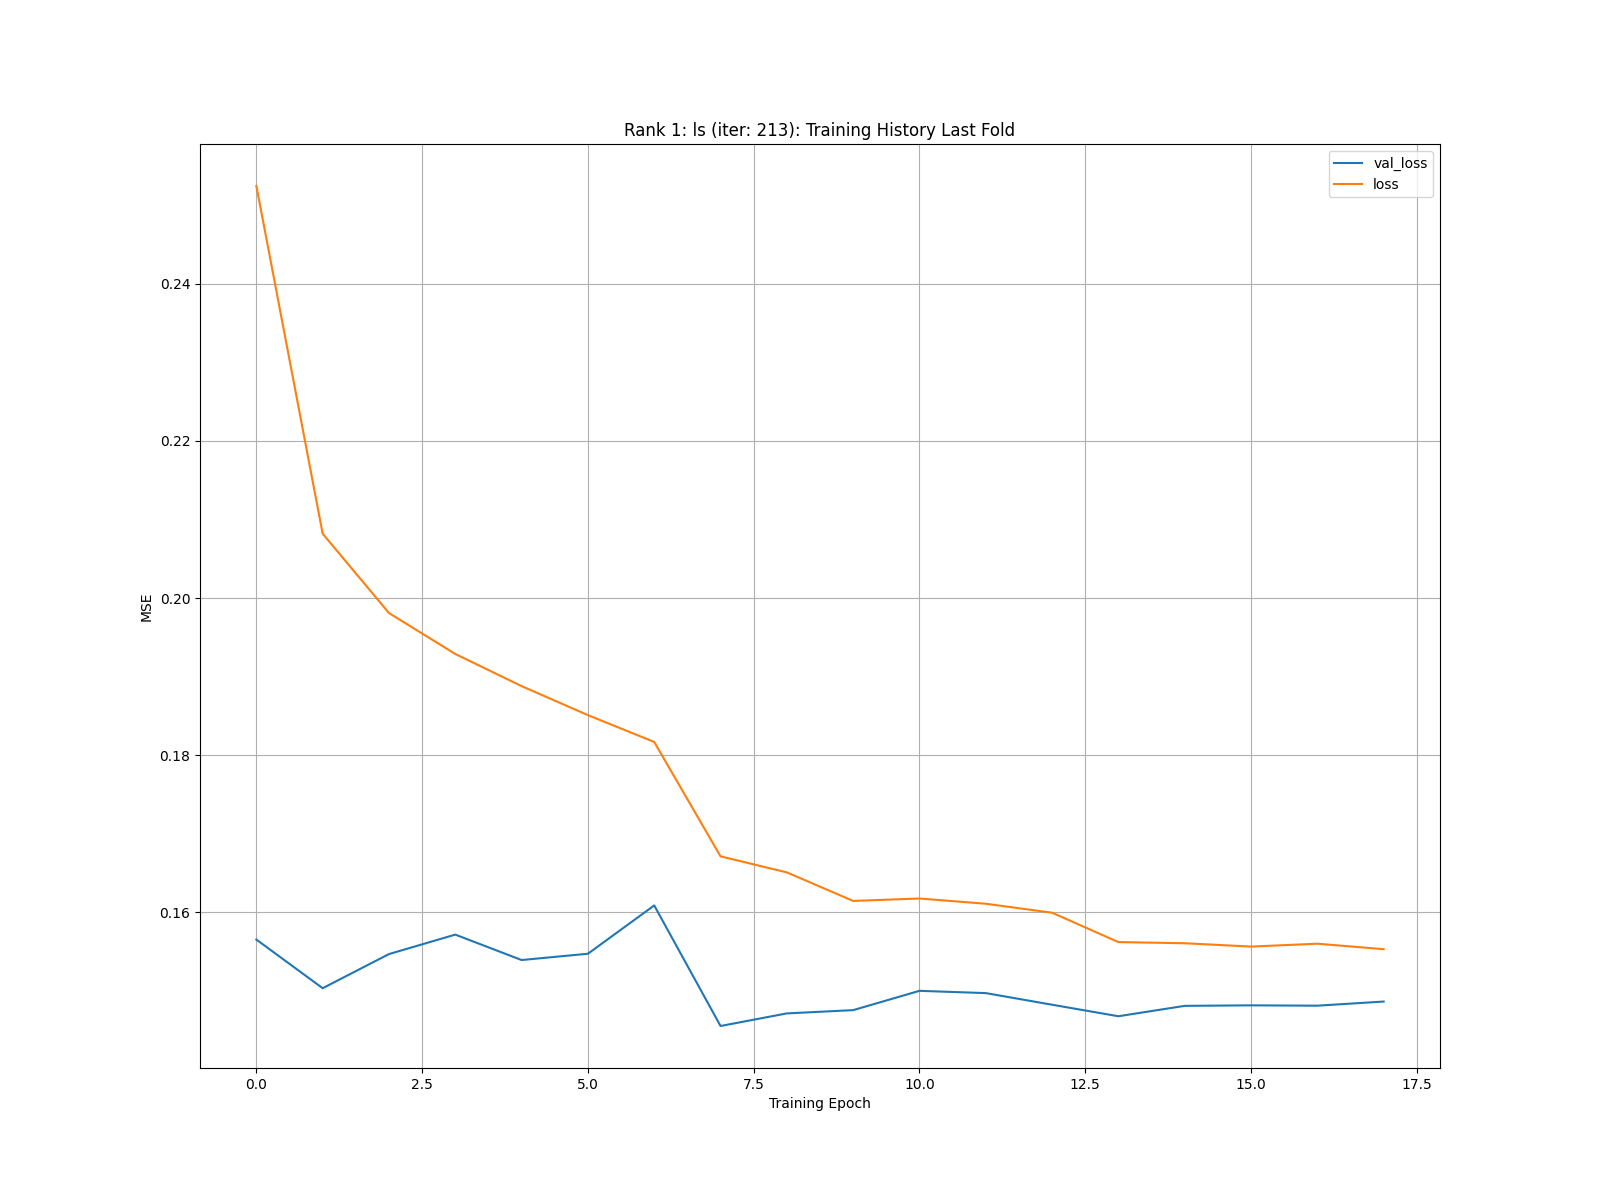 Rank 1: ls (iter: 213): Training History Last Fold
val_loss
loss
MSE
0.24
0.22
0.20
0.18
0.16
0.0 2.5 5.0 7.5 10.0 12.5 15.0 17.5
Training Epoch